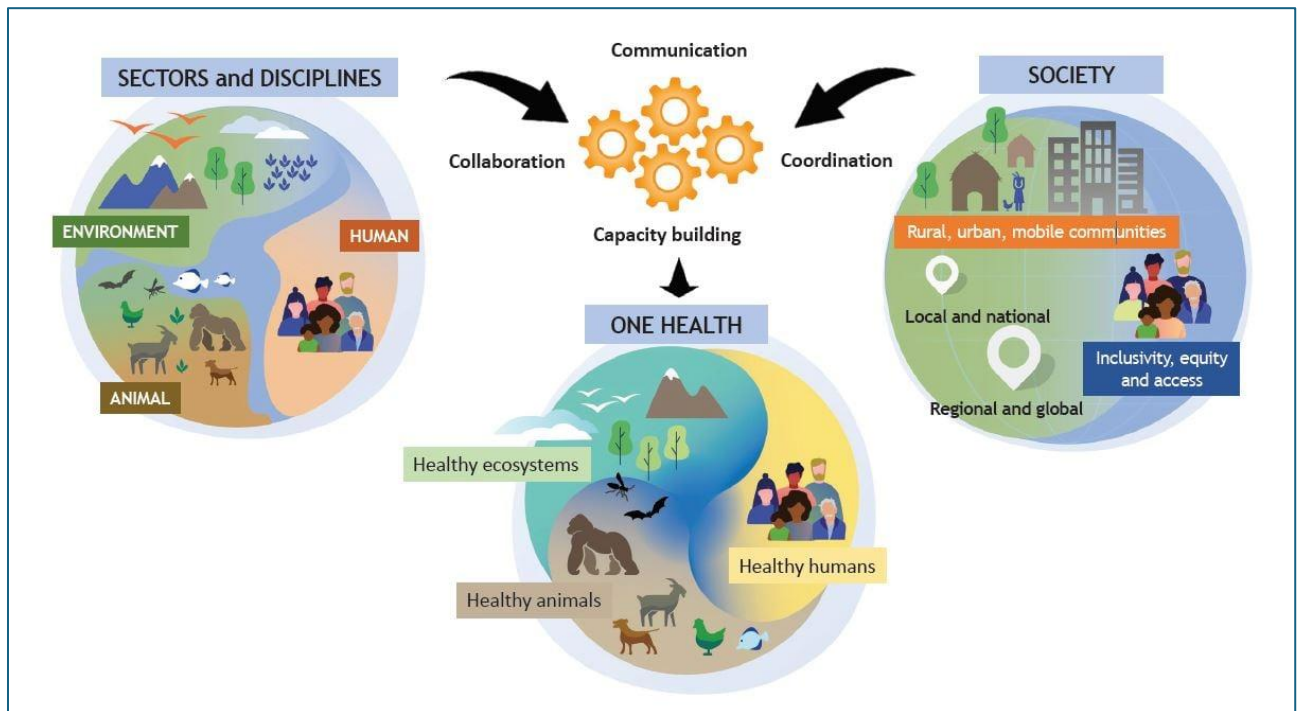 Communication
SECTORS and DISCIPLINES
SOCIETY
Collaboration
Coordination
ENVIRONMENT
HUMAN
Rural, urban, mobile communities
Capacity building
Local and national
ONE HEALTH
Inclusivity, equity
and access
ANIMAL
Regional and global
Healthy ecosystems
Healthy humans
Healthy animals